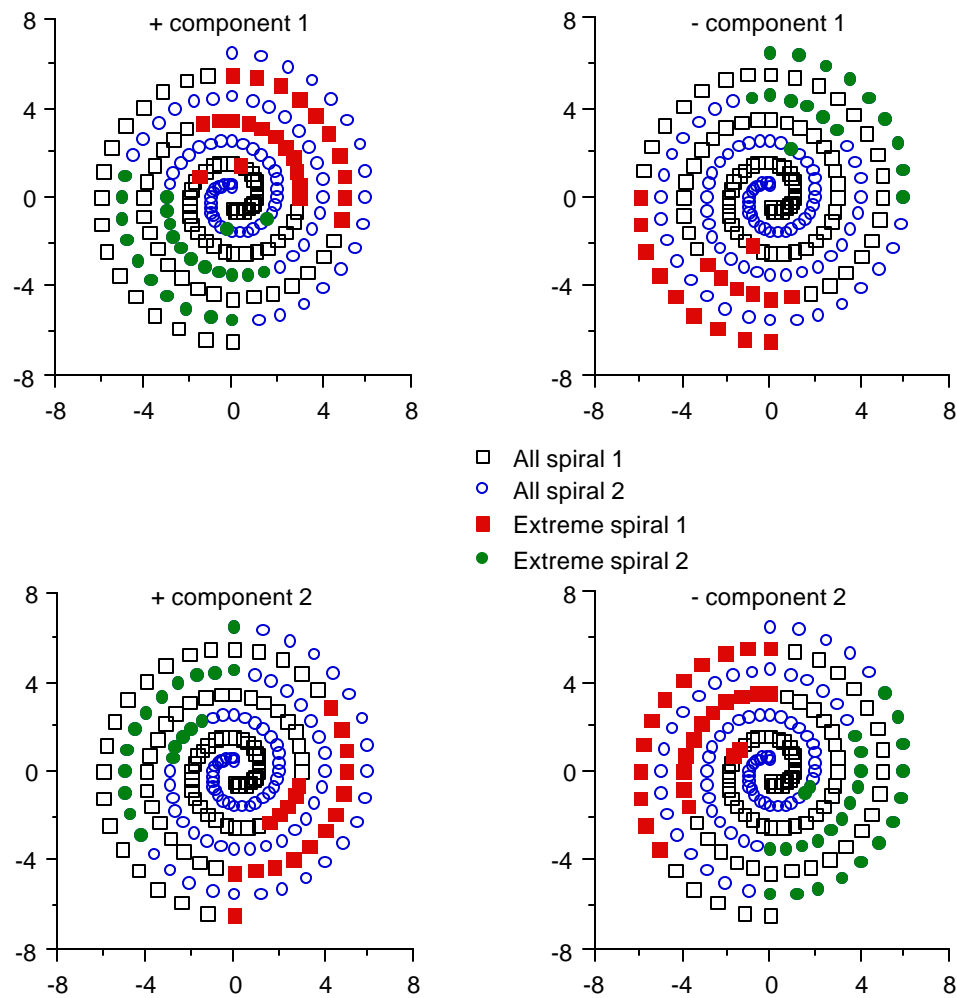 + component 1
8
4
0
-4
-8
-8 -4 0 4 8
- component 1
8
4
0
-4
-8
-8 -4 0 4 8
All spiral 1
All spiral 2
Extreme spiral 1
Extreme spiral 2
+ component 2
8
4
0
-4
-8
-8 -4 0 4 8
- component 2
8
4
0
-4
-8
-8 -4 0 4 8